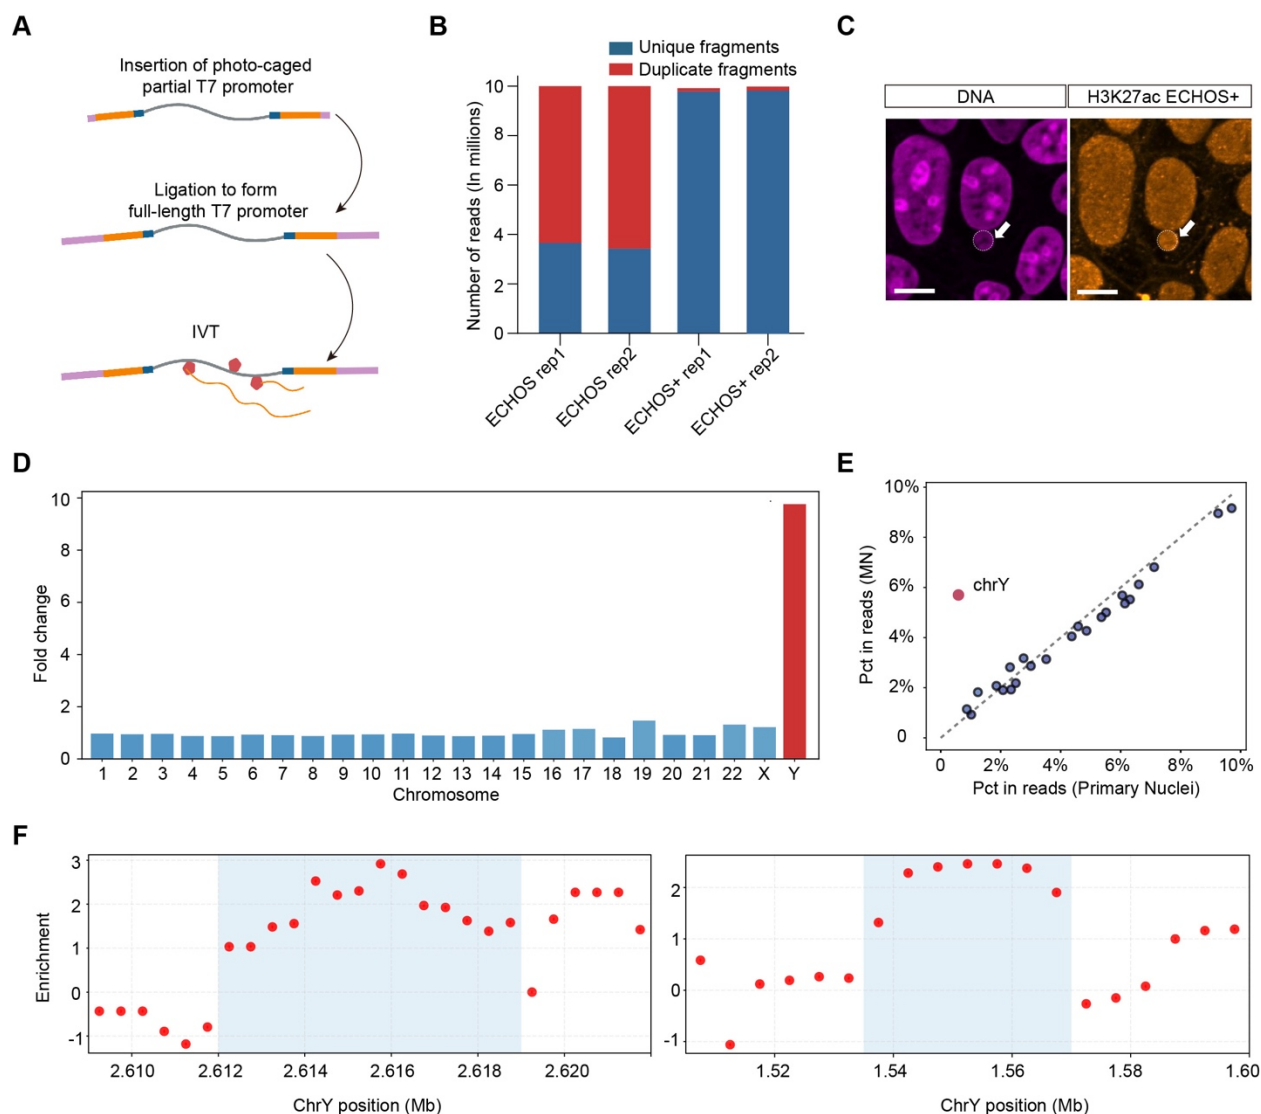 A
Insertion of photo-caged
partial T7 promoter
Ligation to form
full-length T7 promoter
IVT
B
Unique fragments
Duplicate fragments
Number of reads (In millions)
10
8
6
4
2
0
ECHOS rep1
ECHOS rep2
ECHOS+ rep1
ECHOS+ rep2
C
DNA
H3K27ac ECHOS+
D
Fold change
10
8
6
4
2
0
1 2 3 4 5 6 7 8 9 10 11 12 13 14 15 16 17 18 19 20 21 22 X Y
Chromosome
E
Pct in reads (MN)
10%
8%
6%
4%
2%
0
chrY
0 2% 4% 6% 8% 10%
Pct in reads (Primary Nuclei)
F
Enrichment
3
2
1
0
-1
2.610 2.612 2.614 2.616 2.618 2.620
ChrY position (Mb)
2
1
0
-1
1.52 1.54 1.56 1.58 1.60
ChrY position (Mb)